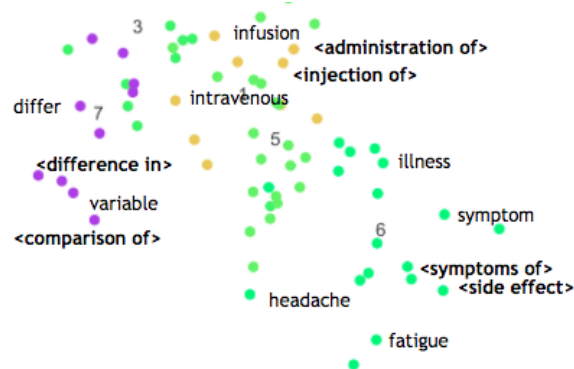 3
infusion
<administration of>
<injection of>
intravenous
1
differ
7
5
<difference in>
illness
variable
symptom
<comparison of>
6
<symptoms of>
<side effect>
headache
fatigue